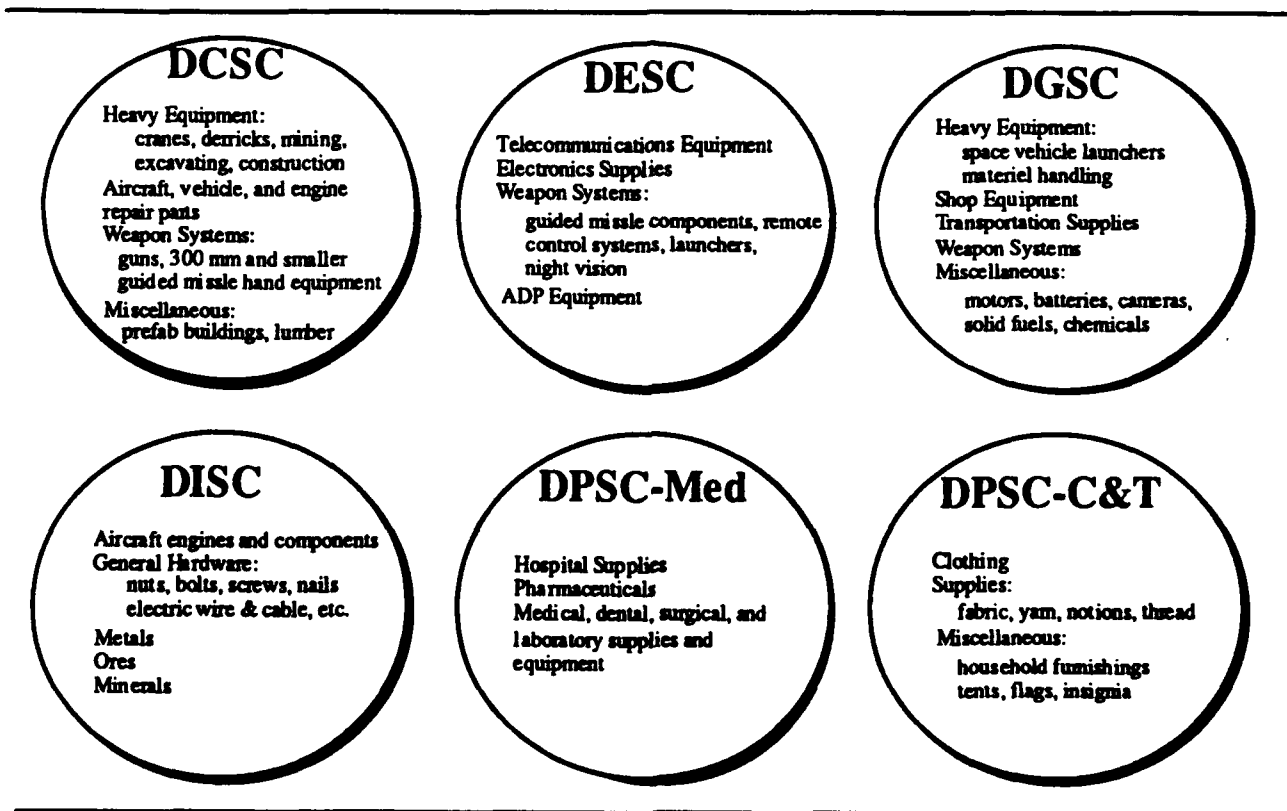 DCSC
Heavy Equipment:
cranes, derricks, mining,
excavating, construction
Aircraft, vehicle, and engine
repair parts
Weapon Systems:
guns, 300 mm and smaller
guided missle hand equipment
Miscellaneous:
prefab buildings, lumber
DESC
Telecommunications Equipment
Electronics Supplies
Weapon Systems:
guided missle components, remote
control systems, launchers,
night vision
ADP Equipment
DGSC
Heavy Equipment:
space vehicle launchers
materiel handling
Shop Equipment
Transportation Supplies
Weapon Systems
Miscellaneous:
motors, batteries, cameras,
solid fuels, chemicals
DISC
Aircraft engines and components
General Hardware:
nuts, bolts, screws, nails
electric wire & cable, etc.
Metals
Ores
Minerals
DPSC-Med
Hospital Supplies
Pharmaceuticals
Medical, dental, surgical, and
laboratory supplies and
equipment
DPSC-C&T
Clothing
Supplies:
fabric, yarn, notions, thread
Miscellaneous:
household furnishings
tents, flags, insignia